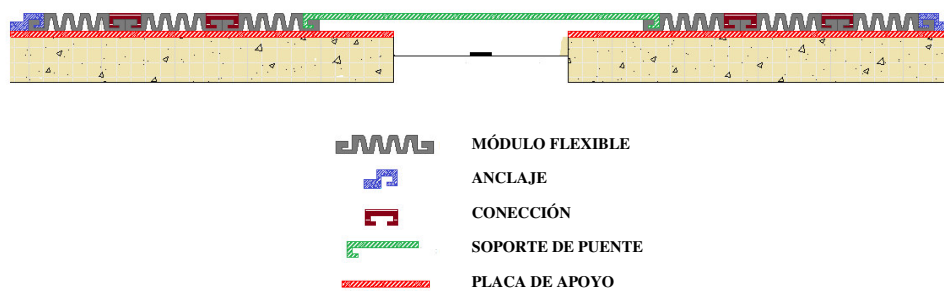 MÓDULO FLEXIBLE
ANCLAJE
CONECCIÓN
SOPORTE DE PUENTE
PLACA DE APOYO